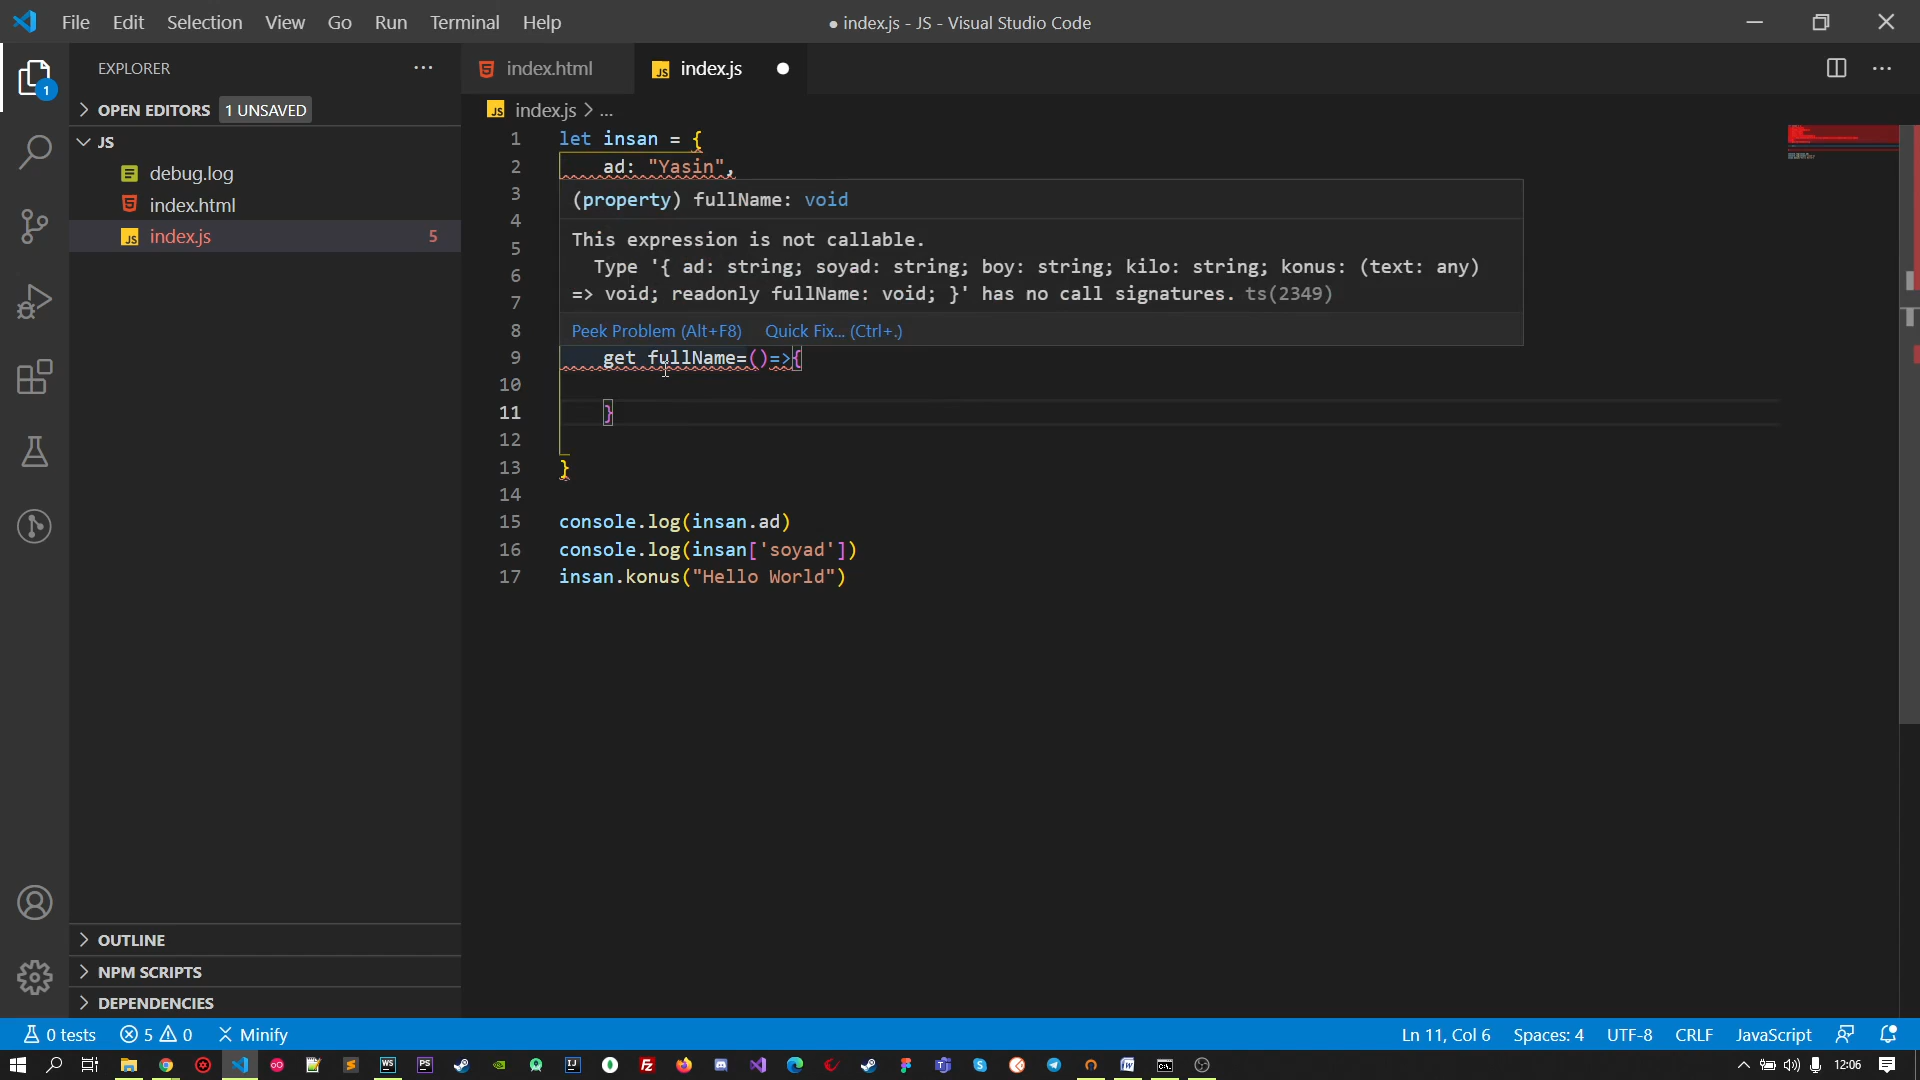 File Edit Selection View Go Run Terminal Help
● index.js - JS - Visual Studio Code
EXPLORER
OPEN EDITORS 1 UNSAVED
JS
debug.log
index.html
index.js 5
OUTLINE
NPM SCRIPTS
DEPENDENCIES
1
index.html
JS index.js
JS index.js > ...
1 let insan = {
2 ad: "Yasin",
3
4
5
6
7
8
(property) fullName: void
This expression is not callable.
Type '{ ad: string; soyad: string; boy: string; kilo: string; konus: (text: any)
=> void; readonly fullName: void; }' has no call signatures. ts(2349)
Peek Problem (Alt+F8) Quick Fix... (Ctrl+.)
9 get fullName=()=>{
10
11 }
12
13 }
14
15 console.log(insan.ad)
16 console.log(insan['soyad'])
17 insan.konus("Hello World")
0 tests 5 0 Minify
Ln 11, Col 6 Spaces: 4 UTF-8 CRLF JavaScript
12:06